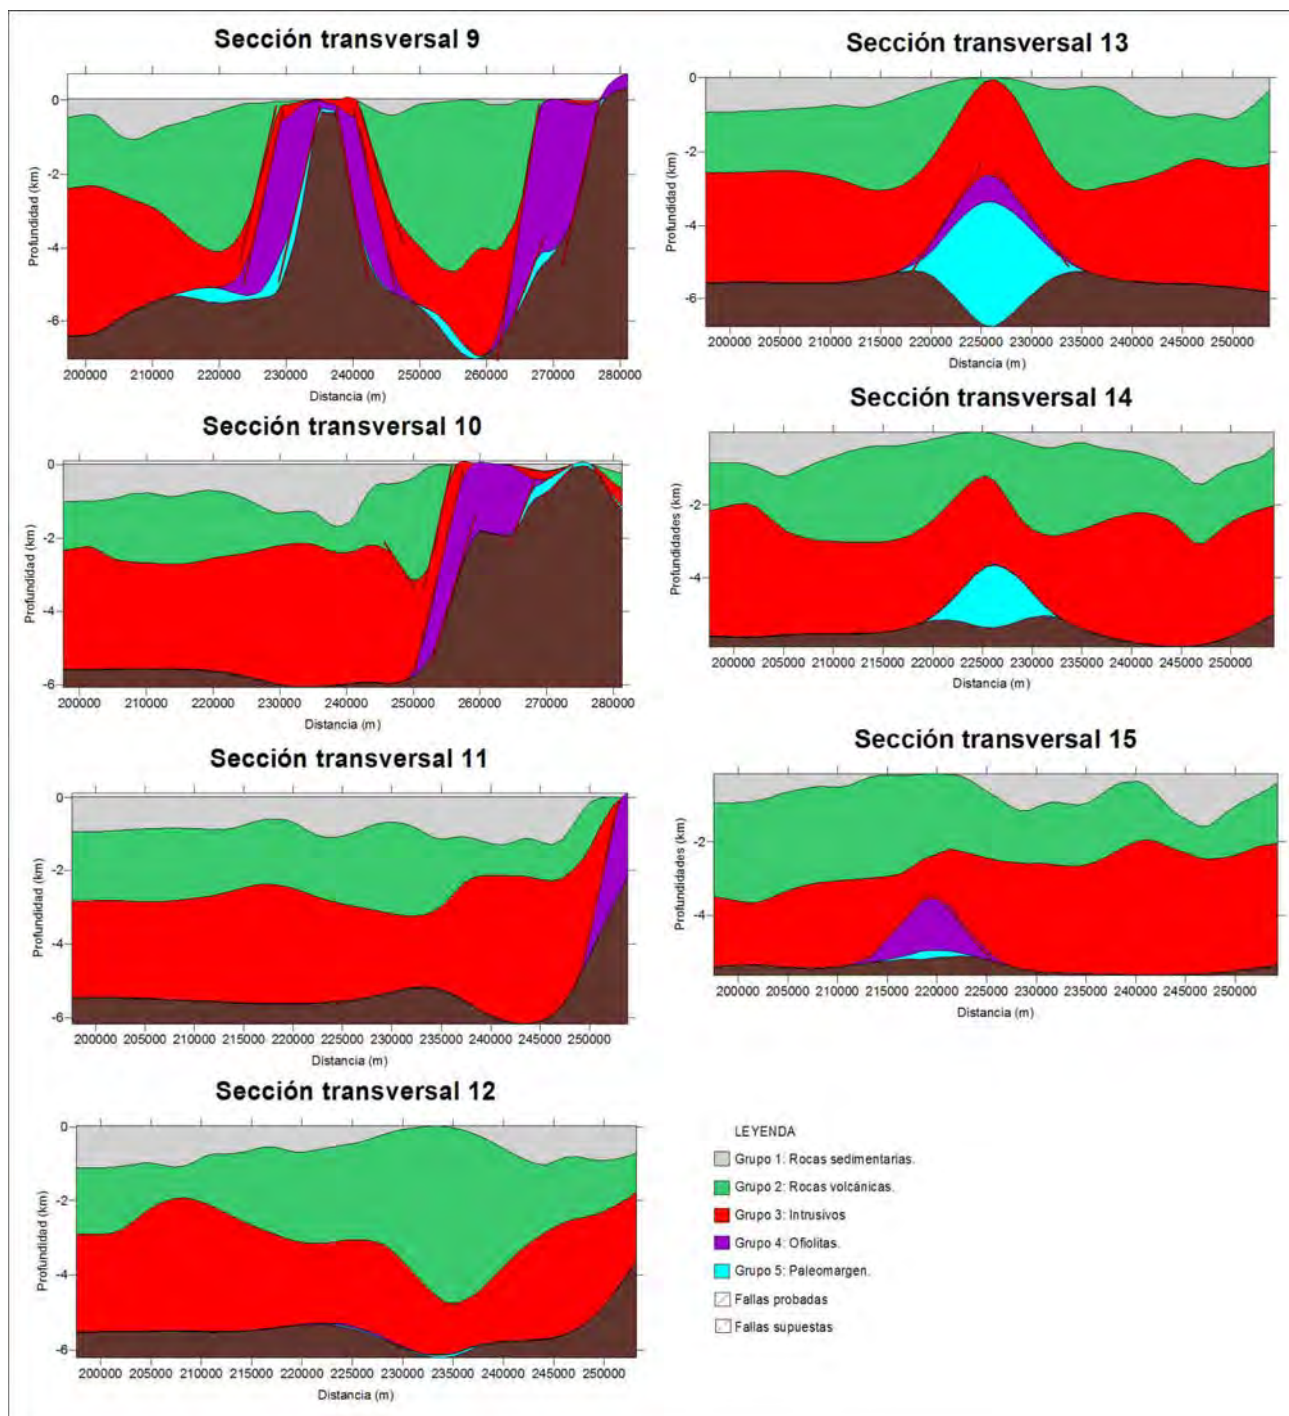 Sección transversal 9
0
-2
-4
-6
Profundidad (km)
200000 210000 220000 230000 240000 250000 260000 270000 280000
Distancia (m)
Sección transversal 10
0
-2
-4
-6
Profundidad (km)
200000 210000 220000 230000 240000 250000 260000 270000 280000
Distancia (m)
Sección transversal 11
0
-2
-4
-6
Profundidad (km)
200000 205000 210000 215000 220000 225000 230000 235000 240000 245000 250000
Distancia (m)
Sección transversal 12
0
-2
-4
-6
Profundidad (km)
200000 205000 210000 215000 220000 225000 230000 235000 240000 245000 250000
Distancia (m)
Sección transversal 13
0
-2
-4
-6
Profundidad (km)
200000 205000 210000 215000 220000 225000 230000 235000 240000 245000 250000
Distancia (m)
Sección transversal 14
-2
-4
Profundidades (km)
200000 205000 210000 215000 220000 225000 230000 235000 240000 245000 250000
Distancia (m)
Sección transversal 15
-2
-4
Profundidades (km)
200000 205000 210000 215000 220000 225000 230000 235000 240000 245000 250000
Distancia (m)
LEYENDA
Grupo 1: Rocas sedimentarias.
Grupo 2: Rocas volcánicas.
Grupo 3: Intrusivos
Grupo 4: Ofiolitas.
Grupo 5: Paleomargen.
Fallas probadas
Fallas supuestas